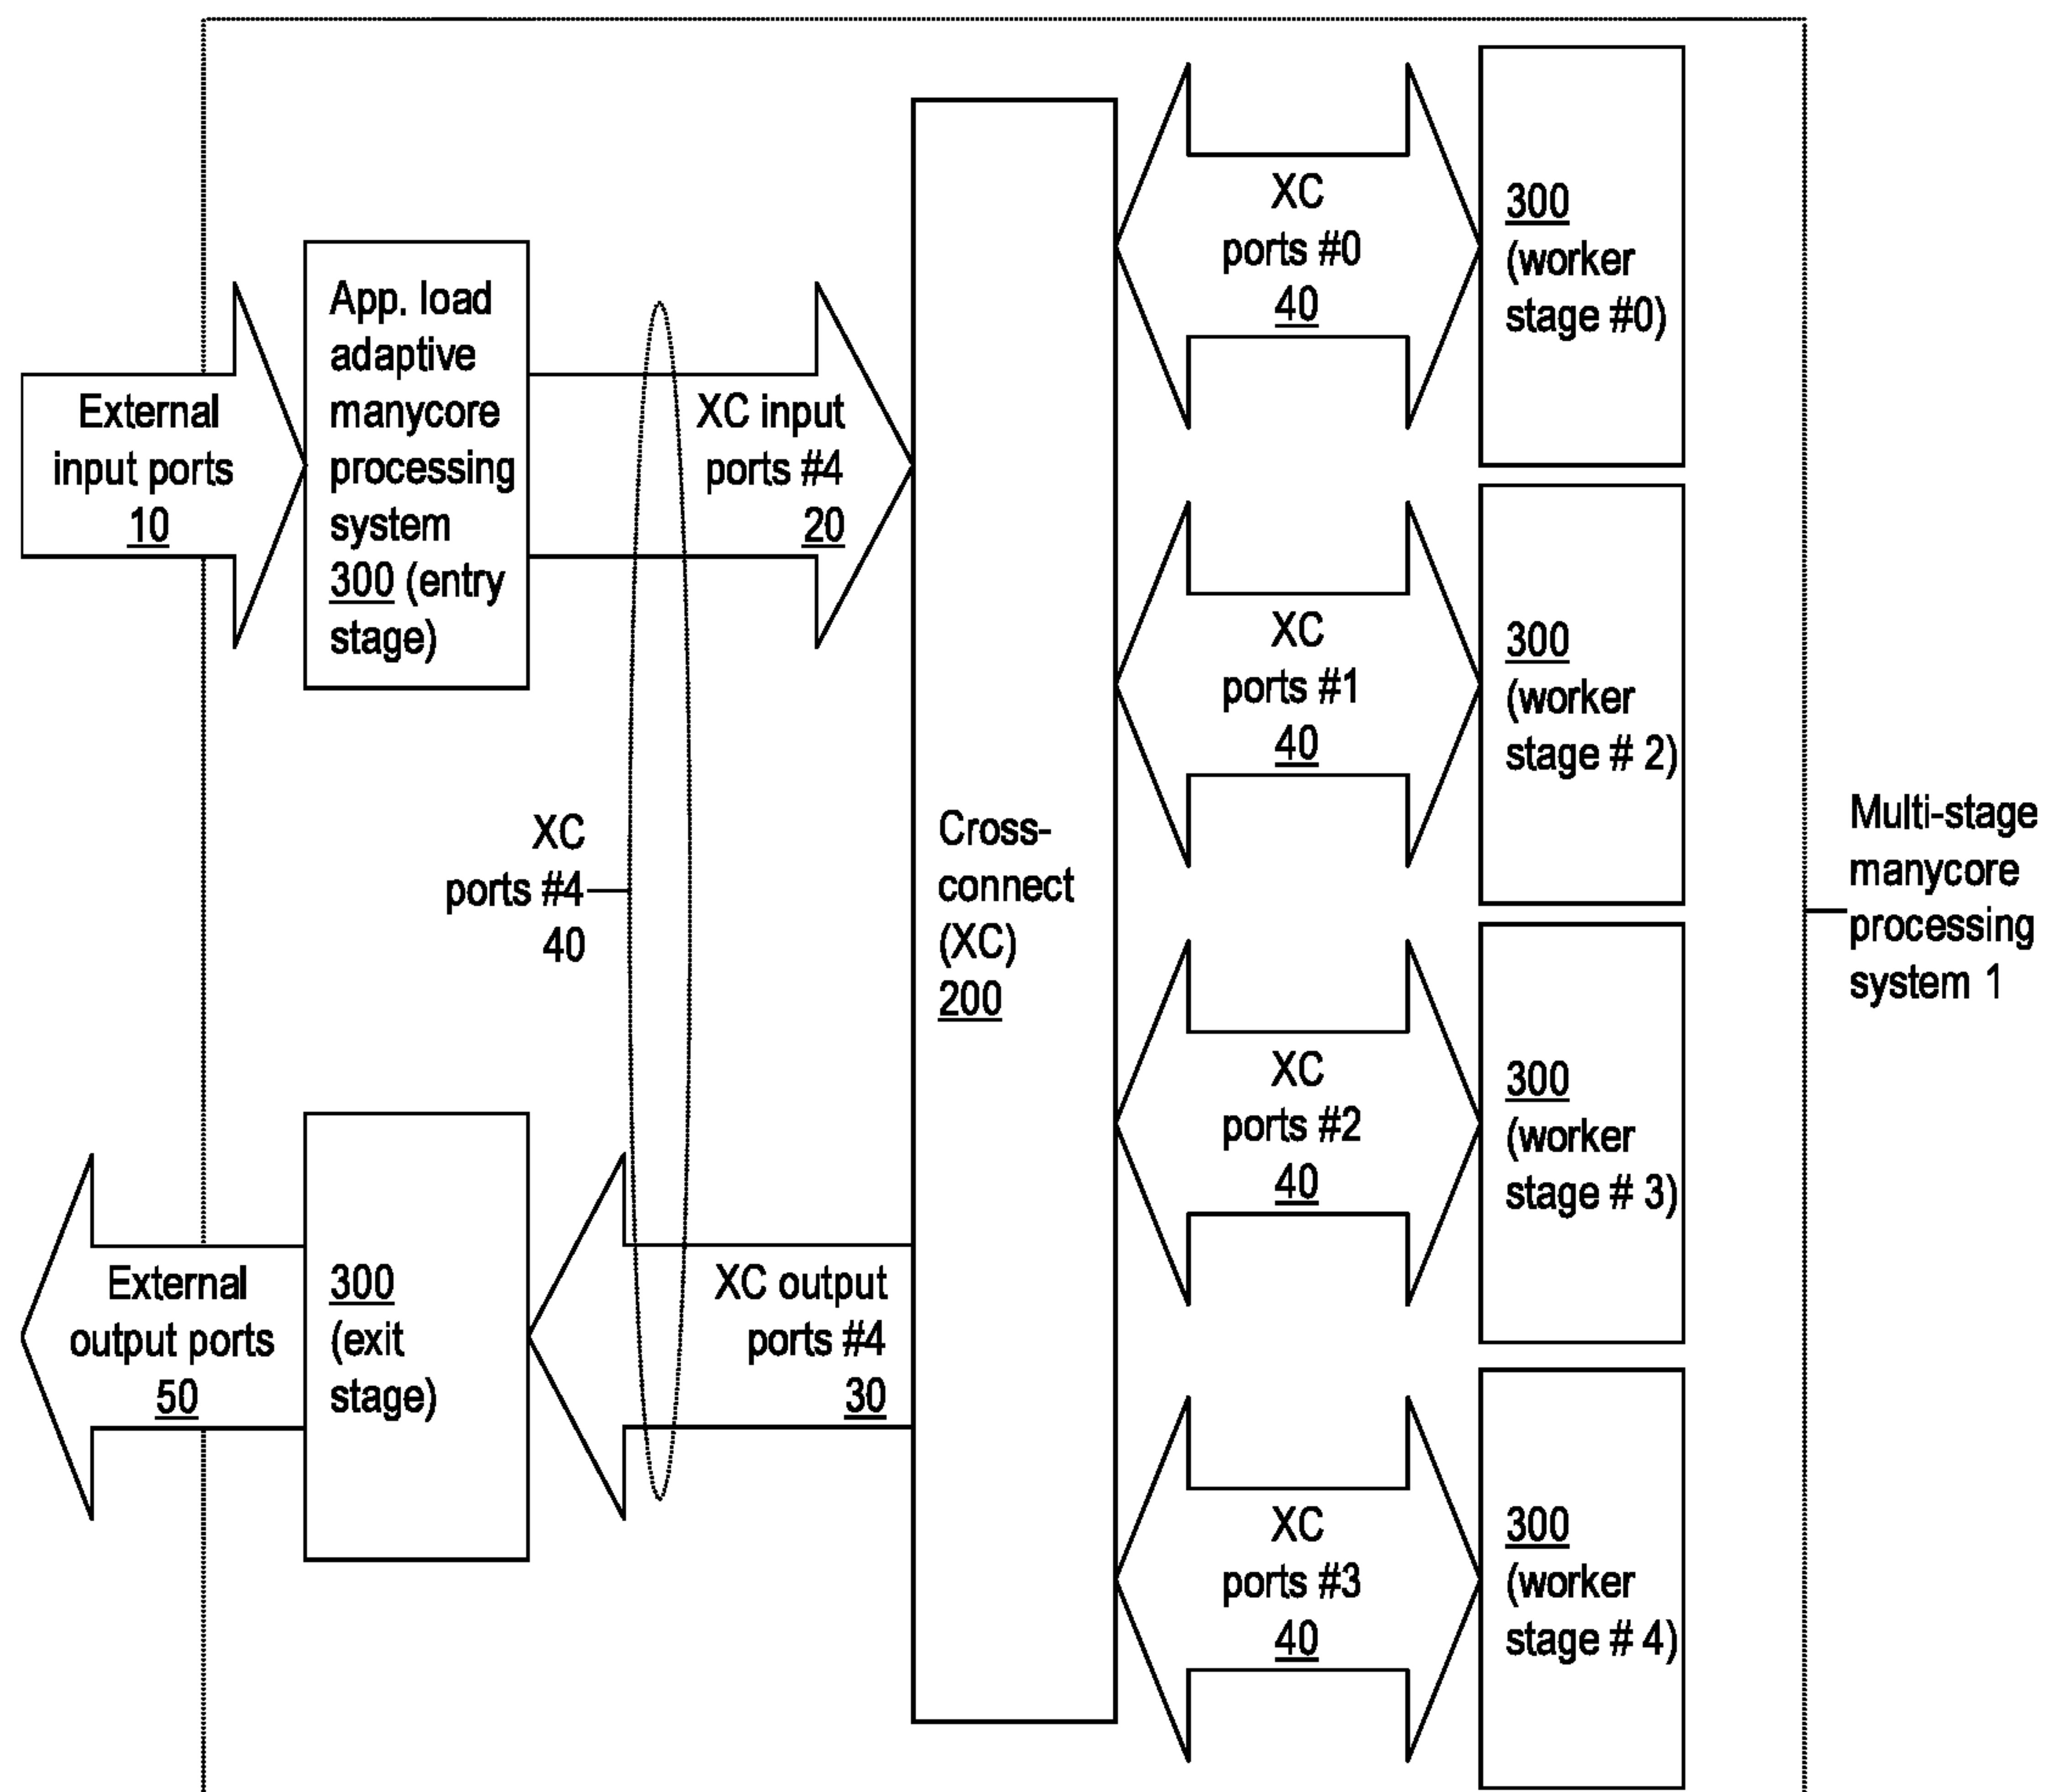 External
input ports
10
App. load
adaptive
manycore
processing
system
300 (entry
stage)
XC input
ports #4
20
XC
ports #4
40
Cross-
connect
(XC)
200
XC
ports #0
40
300
(worker
stage #0)
XC
ports #1
40
300
(worker
stage # 2)
XC
ports #2
40
300
(worker
stage # 3)
XC
ports #3
40
300
(worker
stage # 4)
Multi-stage
manycore
processing
system 1
External
output ports
50
300
(exit
stage)
XC output
ports #4
30